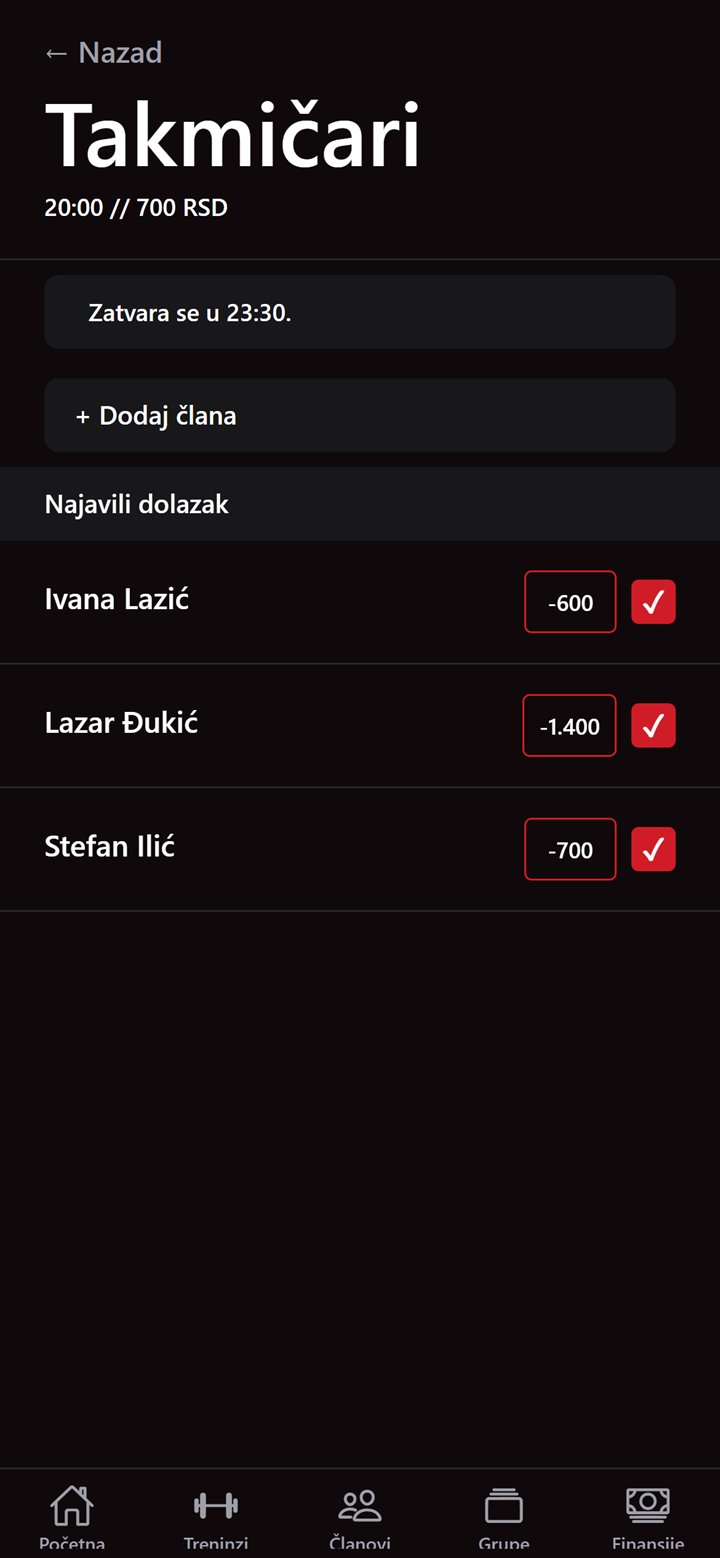 ← Nazad
Takmičari
20:00 // 700 RSD
Zatvara se u 23:30.
+ Dodaj člana
Najavili dolazak
Ivana Lazić -600
Lazar Đukić -1.400
Stefan Ilić -700
Početna Treninzi Članovi Grupe Finansije